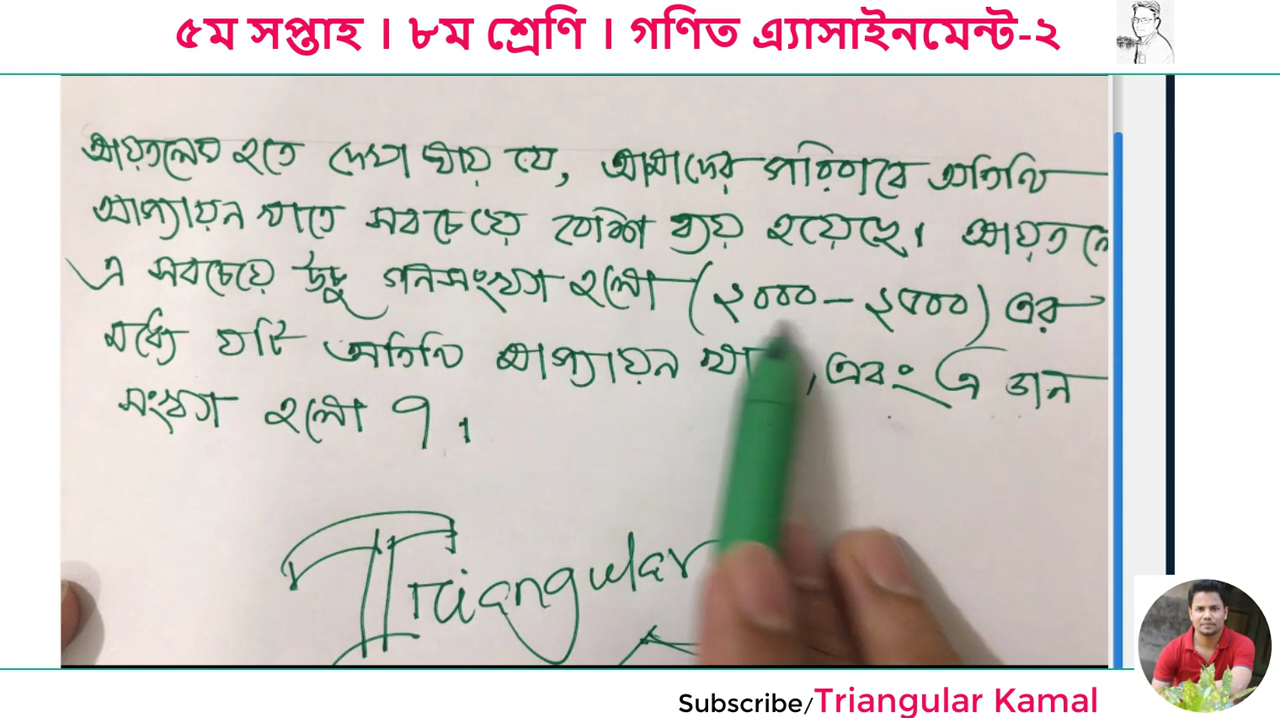 ৫ম সপ্তাহ । ৮ম শ্রেণি । গণিত এ্যাসাইনমেন্ট-২
আয়তলেখ হতে দেখা যায় যে, আমাদের পরিবারে অতিথি
আপ্যায়ন খাতে সবচেয়ে বেশি ব্যয় হয়েছে। আয়তলে
এ সবচেয়ে উচু গনসংখ্যা হলো (২০০০-২৫০০) এর
মধ্যে অতিথি আপ্যায়ন , এবং এ
সংখ্যা হলো ৭।
Triangular
Subscribe/Triangular Kamal